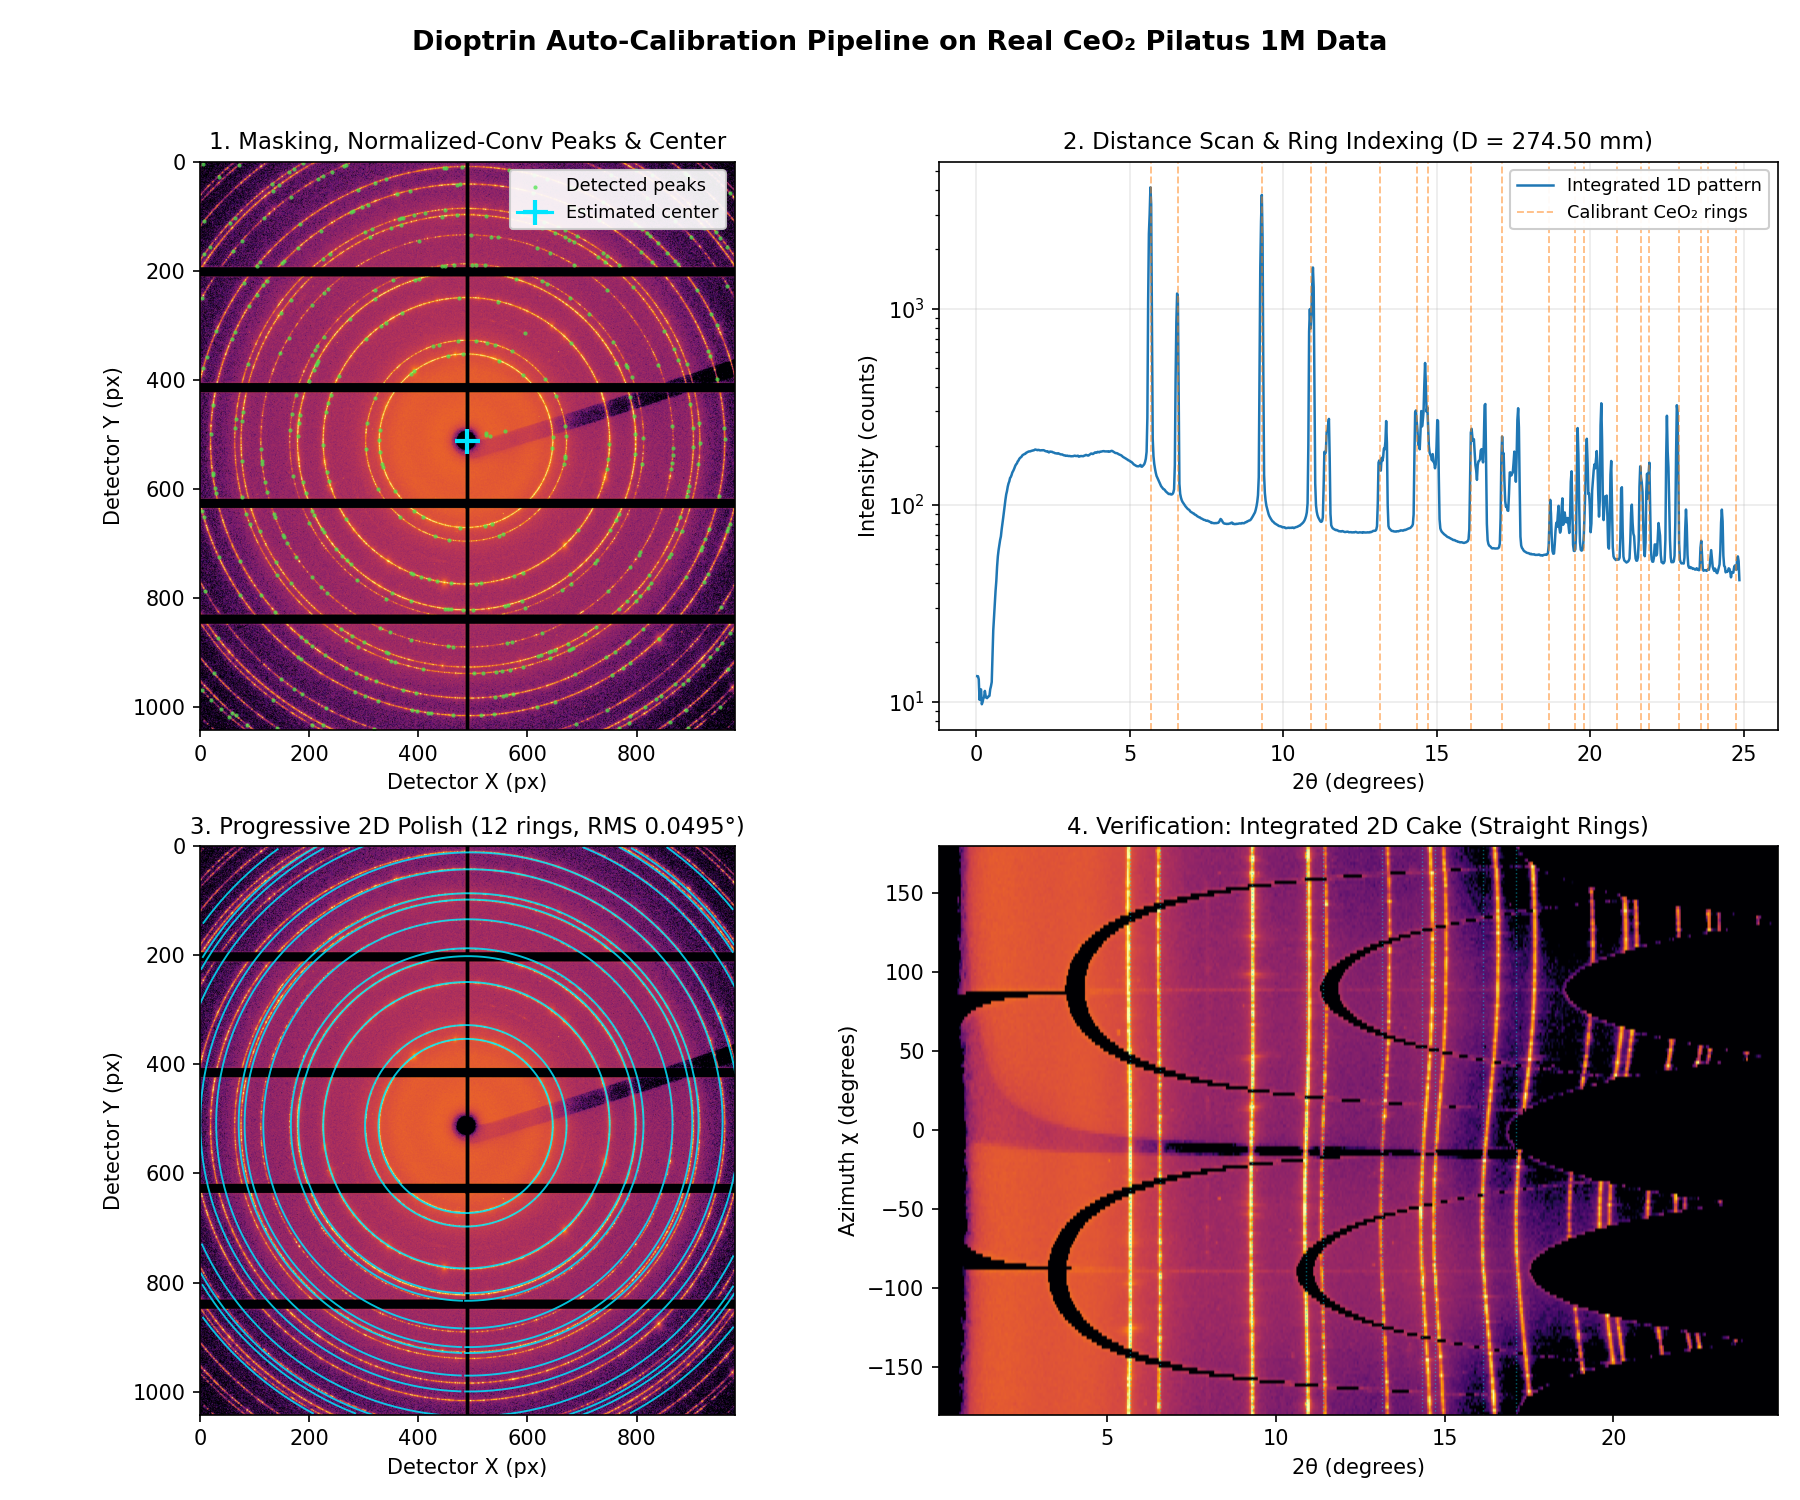 Dioptrin Auto-Calibration Pipeline on Real CeO₂ Pilatus 1M Data
1. Masking, Normalized-Conv Peaks & Center
Detected peaks
Estimated center
0
200
400
600
800
1000
Detector Y (px)
0 200 400 600 800
Detector X (px)
2. Distance Scan & Ring Indexing (D = 274.50 mm)
Integrated 1D pattern
Calibrant CeO₂ rings
10³
10²
10¹
Intensity (counts)
0 5 10 15 20 25
2θ (degrees)
3. Progressive 2D Polish (12 rings, RMS 0.0495°)
0
200
400
600
800
1000
Detector Y (px)
0 200 400 600 800
Detector X (px)
4. Verification: Integrated 2D Cake (Straight Rings)
150
100
50
0
−50
−100
−150
Azimuth χ (degrees)
5 10 15 20
2θ (degrees)